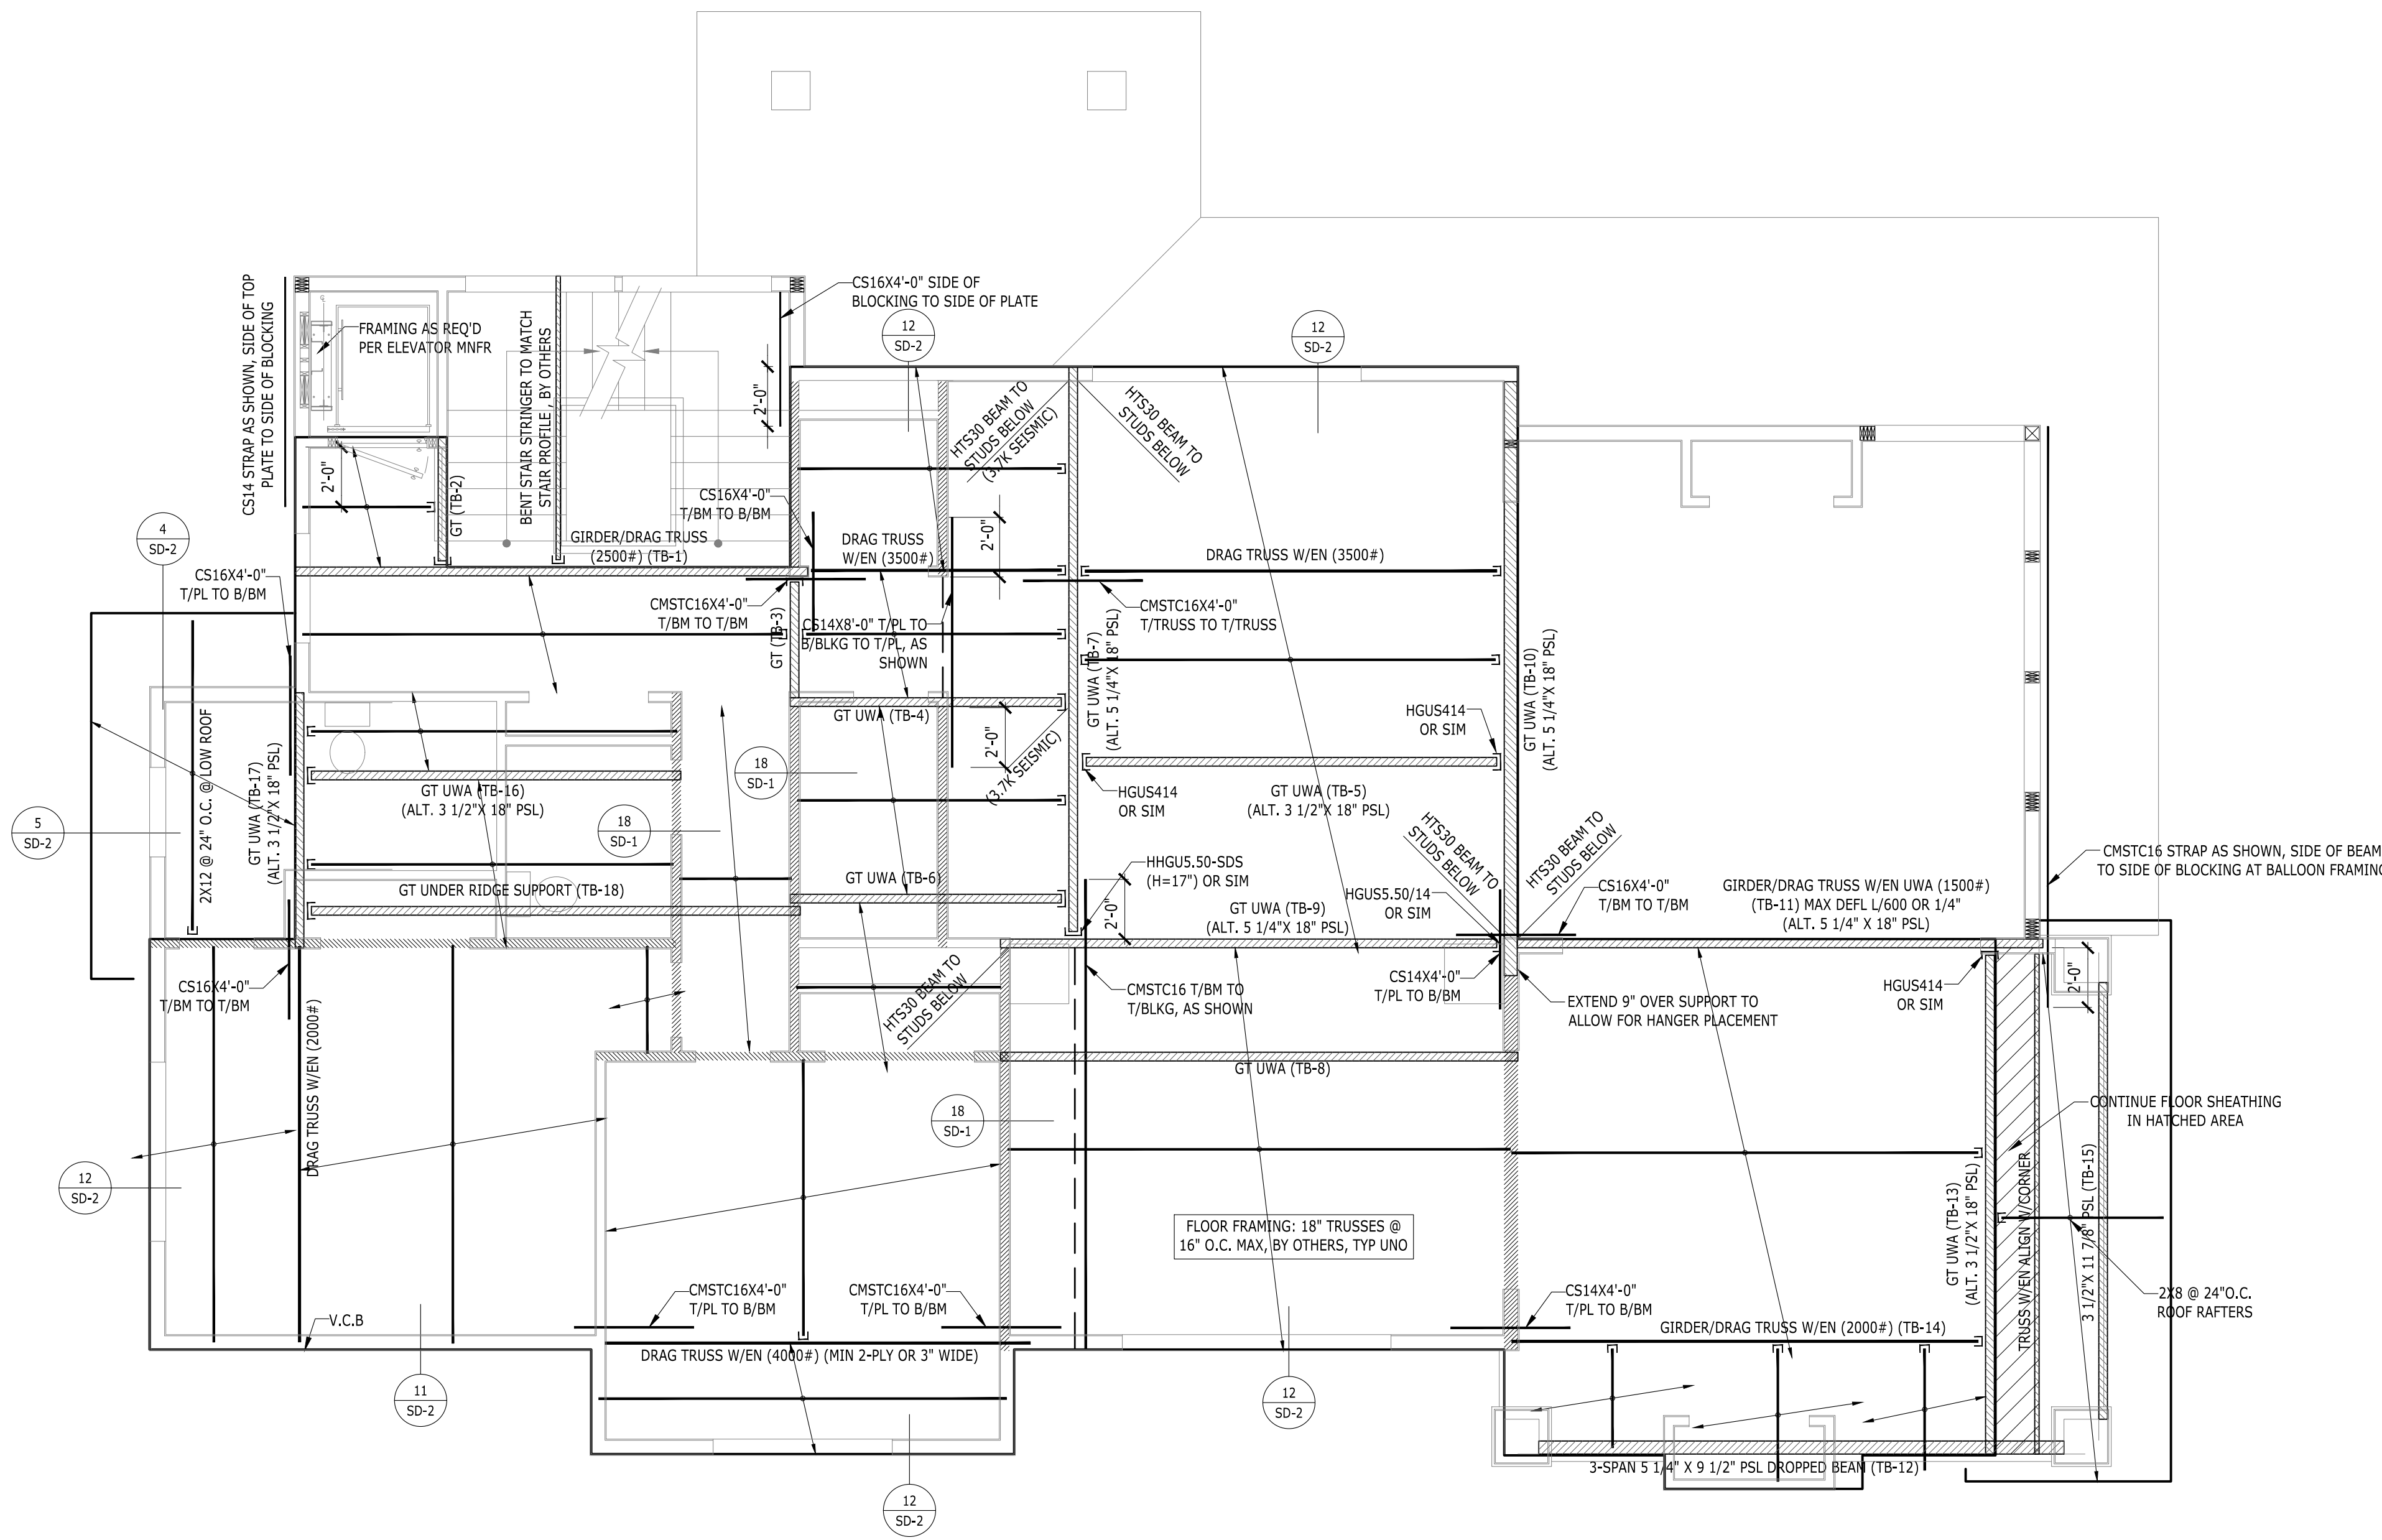 CS14 STRAP AS SHOWN, SIDE OF TOP
PLATE TO SIDE OF BLOCKING
FRAMING AS REQ'D
PER ELEVATOR MNFR
BENT STAIR STRINGER TO MATCH
STAIR PROFILE , BY OTHERS
CS16X4'-0" SIDE OF
BLOCKING TO SIDE OF PLATE
12
SD-2
12
SD-2
2'-0"
2'-0"
GT (TB-2)
HTS30 BEAM TO
STUDS BELOW
(3.7K SEISMIC)
HTS30 BEAM TO
STUDS BELOW
CS16X4'-0"
T/BM TO B/BM
4
SD-2
GIRDER/DRAG TRUSS
(2500#) (TB-1)
DRAG TRUSS
W/EN (3500#)
2'-0"
DRAG TRUSS W/EN (3500#)
CS16X4'-0"
T/PL TO B/BM
CMSTC16X4'-0"
T/BM TO T/BM
GT (TB-3)
CS14X8'-0" T/PL TO
B/BLKG TO T/PL, AS
SHOWN
CMSTC16X4'-0"
T/TRUSS TO T/TRUSS
GT UWA (TB-7)
(ALT. 5 1/4"X 18" PSL)
GT UWA (TB-10)
(ALT. 5 1/4"X 18" PSL)
2X12 @ 24" O.C. @ LOW ROOF
GT UWA (TB-17)
(ALT. 3 1/2"X 18" PSL)
GT UWA (TB-4)
2'-0"
(3.7K SEISMIC)
HGUS414
OR SIM
18
SD-1
GT UWA (TB-16)
(ALT. 3 1/2"X 18" PSL)
HGUS414
OR SIM
GT UWA (TB-5)
(ALT. 3 1/2"X 18" PSL)
5
SD-2
18
SD-1
HTS30 BEAM TO
STUDS BELOW
HTS30 BEAM TO
STUDS BELOW
CMSTC16 STRAP AS SHOWN, SIDE OF BEAM
TO SIDE OF BLOCKING AT BALLOON FRAMING
HHGU5.50-SDS
(H=17") OR SIM
GT UNDER RIDGE SUPPORT (TB-18)
GT UWA (TB-6)
2'-0"
GT UWA (TB-9)
(ALT. 5 1/4"X 18" PSL)
HGUS5.50/14
OR SIM
CS16X4'-0"
T/BM TO T/BM
GIRDER/DRAG TRUSS W/EN UWA (1500#)
(TB-11) MAX DEFL L/600 OR 1/4"
(ALT. 5 1/4" X 18" PSL)
CS16X4'-0"
T/BM TO T/BM
HTS30 BEAM TO
STUDS BELOW
CMSTC16 T/BM TO
T/BLKG, AS SHOWN
CS14X4'-0"
T/PL TO B/BM
EXTEND 9" OVER SUPPORT TO
ALLOW FOR HANGER PLACEMENT
HGUS414
OR SIM
2'-0"
DRAG TRUSS W/EN (2000#)
GT UWA (TB-8)
18
SD-1
CONTINUE FLOOR SHEATHING
IN HATCHED AREA
12
SD-2
FLOOR FRAMING: 18" TRUSSES @
16" O.C. MAX, BY OTHERS, TYP UNO
GT UWA (TB-13)
(ALT. 3 1/2"X 18" PSL)
TRUSS W/EN ALIGN W/CORNER
3 1/2"X 11 7/8" PSL (TB-15)
2X8 @ 24"O.C.
ROOF RAFTERS
V.C.B
CMSTC16X4'-0"
T/PL TO B/BM
CMSTC16X4'-0"
T/PL TO B/BM
CS14X4'-0"
T/PL TO B/BM
DRAG TRUSS W/EN (4000#) (MIN 2-PLY OR 3" WIDE)
GIRDER/DRAG TRUSS W/EN (2000#) (TB-14)
11
SD-2
12
SD-2
3-SPAN 5 1/4" X 9 1/2" PSL DROPPED BEAM (TB-12)
12
SD-2